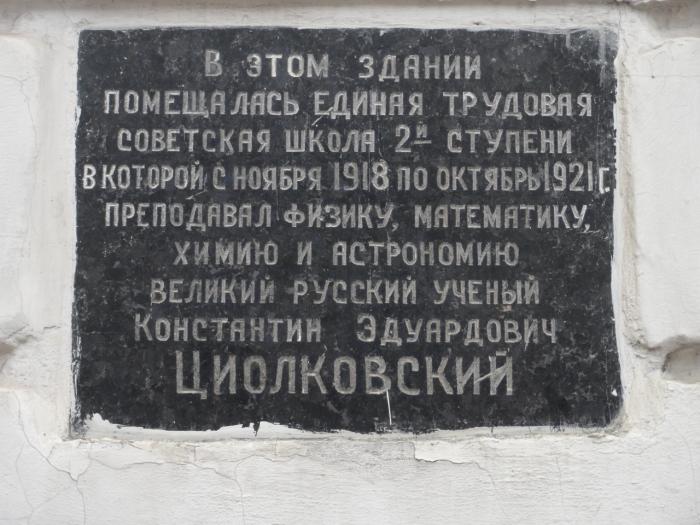 В ЭТОМ ЗДАНИИ
ПОМЕЩАЛАСЬ ЕДИНАЯ ТРУДОВАЯ
СОВЕТСКАЯ ШКОЛА 2Й СТУПЕНИ
В КОТОРОЙ С НОЯБРЯ 1918 ПО ОКТЯБРЬ 1921 Г.
ПРЕПОДАВАЛ ФИЗИКУ, МАТЕМАТИКУ,
ХИМИЮ И АСТРОНОМИЮ
ВЕЛИКИЙ РУССКИЙ УЧЕНЫЙ
КОНСТАНТИН ЭДУАРДОВИЧ
ЦИОЛКОВСКИЙ